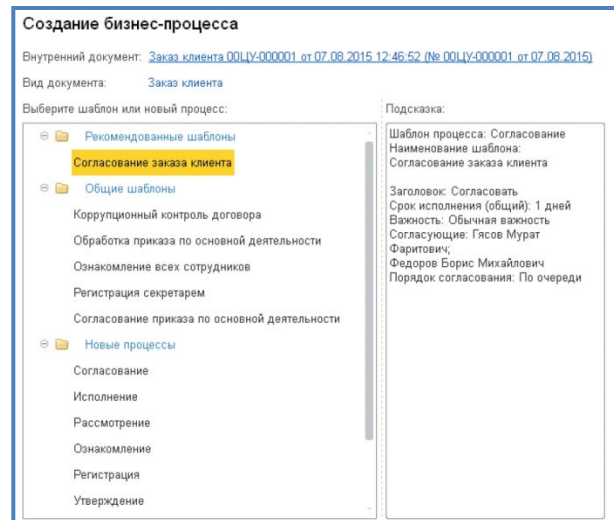 Создание бизнес-процесса
Внутренний документ: Заказ клиента 00ЦУ-000001 от 07.08.2015 12:46:52 (№ 00ЦУ-000001 от 07.08.2015)
Вид документа: Заказ клиента
Выберите шаблон или новый процесс:
Рекомендованные шаблоны
Согласование заказа клиента
Общие шаблоны
Коррупционный контроль договора
Обработка приказа по основной деятельности
Ознакомление всех сотрудников
Регистрация секретарем
Согласование приказа по основной деятельности
Новые процессы
Согласование
Исполнение
Рассмотрение
Ознакомление
Регистрация
Утверждение
Подсказка:
Шаблон процесса: Согласование
Наименование шаблона:
Согласование заказа клиента
Заголовок: Согласовать
Срок исполнения (общий): 1 дней
Важность: Обычная важность
Согласующие: Гясов Мурат
Фаритович;
Федоров Борис Михайлович
Порядок согласования: По очереди